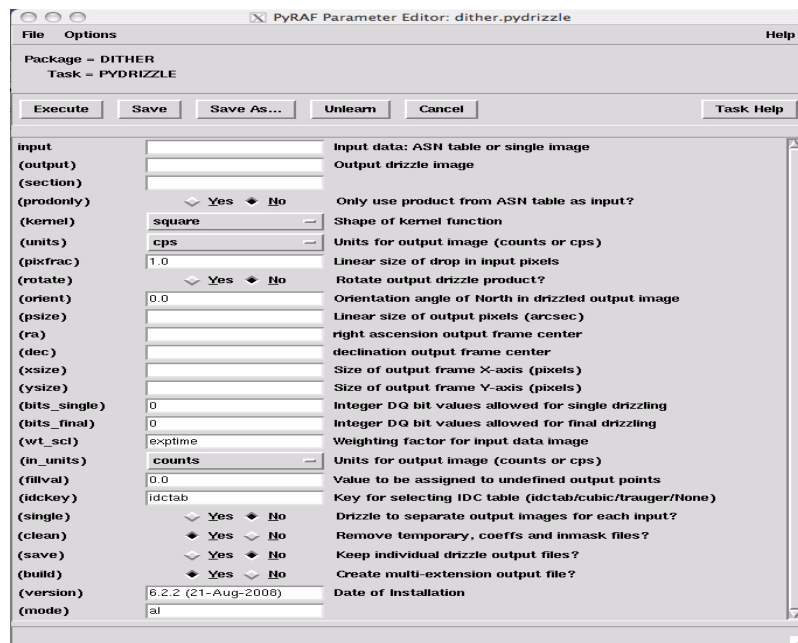 PyRAF Parameter Editor: dither.pydrizzle
File Options Help
Package = DITHER
Task = PYDRIZZLE
Execute Save Save As... Unlearn Cancel Task Help
input Input data: ASN table or single image
(output) Output drizzle image
(section)
(prodonly) Yes No Only use product from ASN table as input?
(kernel) square Shape of kernel function
(units) cps Units for output image (counts or cps)
(pixfrac) 1.0 Linear size of drop in input pixels
(rotate) Yes No Rotate output drizzle product?
(orient) 0.0 Orientation angle of North in drizzled output image
(psize) Linear size of output pixels (arcsec)
(ra) right ascension output frame center
(dec) declination output frame center
(xsize) Size of output frame X-axis (pixels)
(ysize) Size of output frame Y-axis (pixels)
(bits_single) 0 Integer DQ bit values allowed for single drizzling
(bits_final) 0 Integer DQ bit values allowed for final drizzling
(wt_scl) exptime Weighting factor for input data image
(in_units) counts Units for output image (counts or cps)
(fillval) 0.0 Value to be assigned to undefined output points
(idckey) idctab Key for selecting IDC table (idctab/cubic/trauger/None)
(single) Yes No Drizzle to separate output images for each input?
(clean) Yes No Remove temporary, coeffs and inmask files?
(save) Yes No Keep individual drizzle output files?
(build) Yes No Create multi-extension output file?
(version) 6.2.2 (21-Aug-2008) Date of Installation
(mode) al